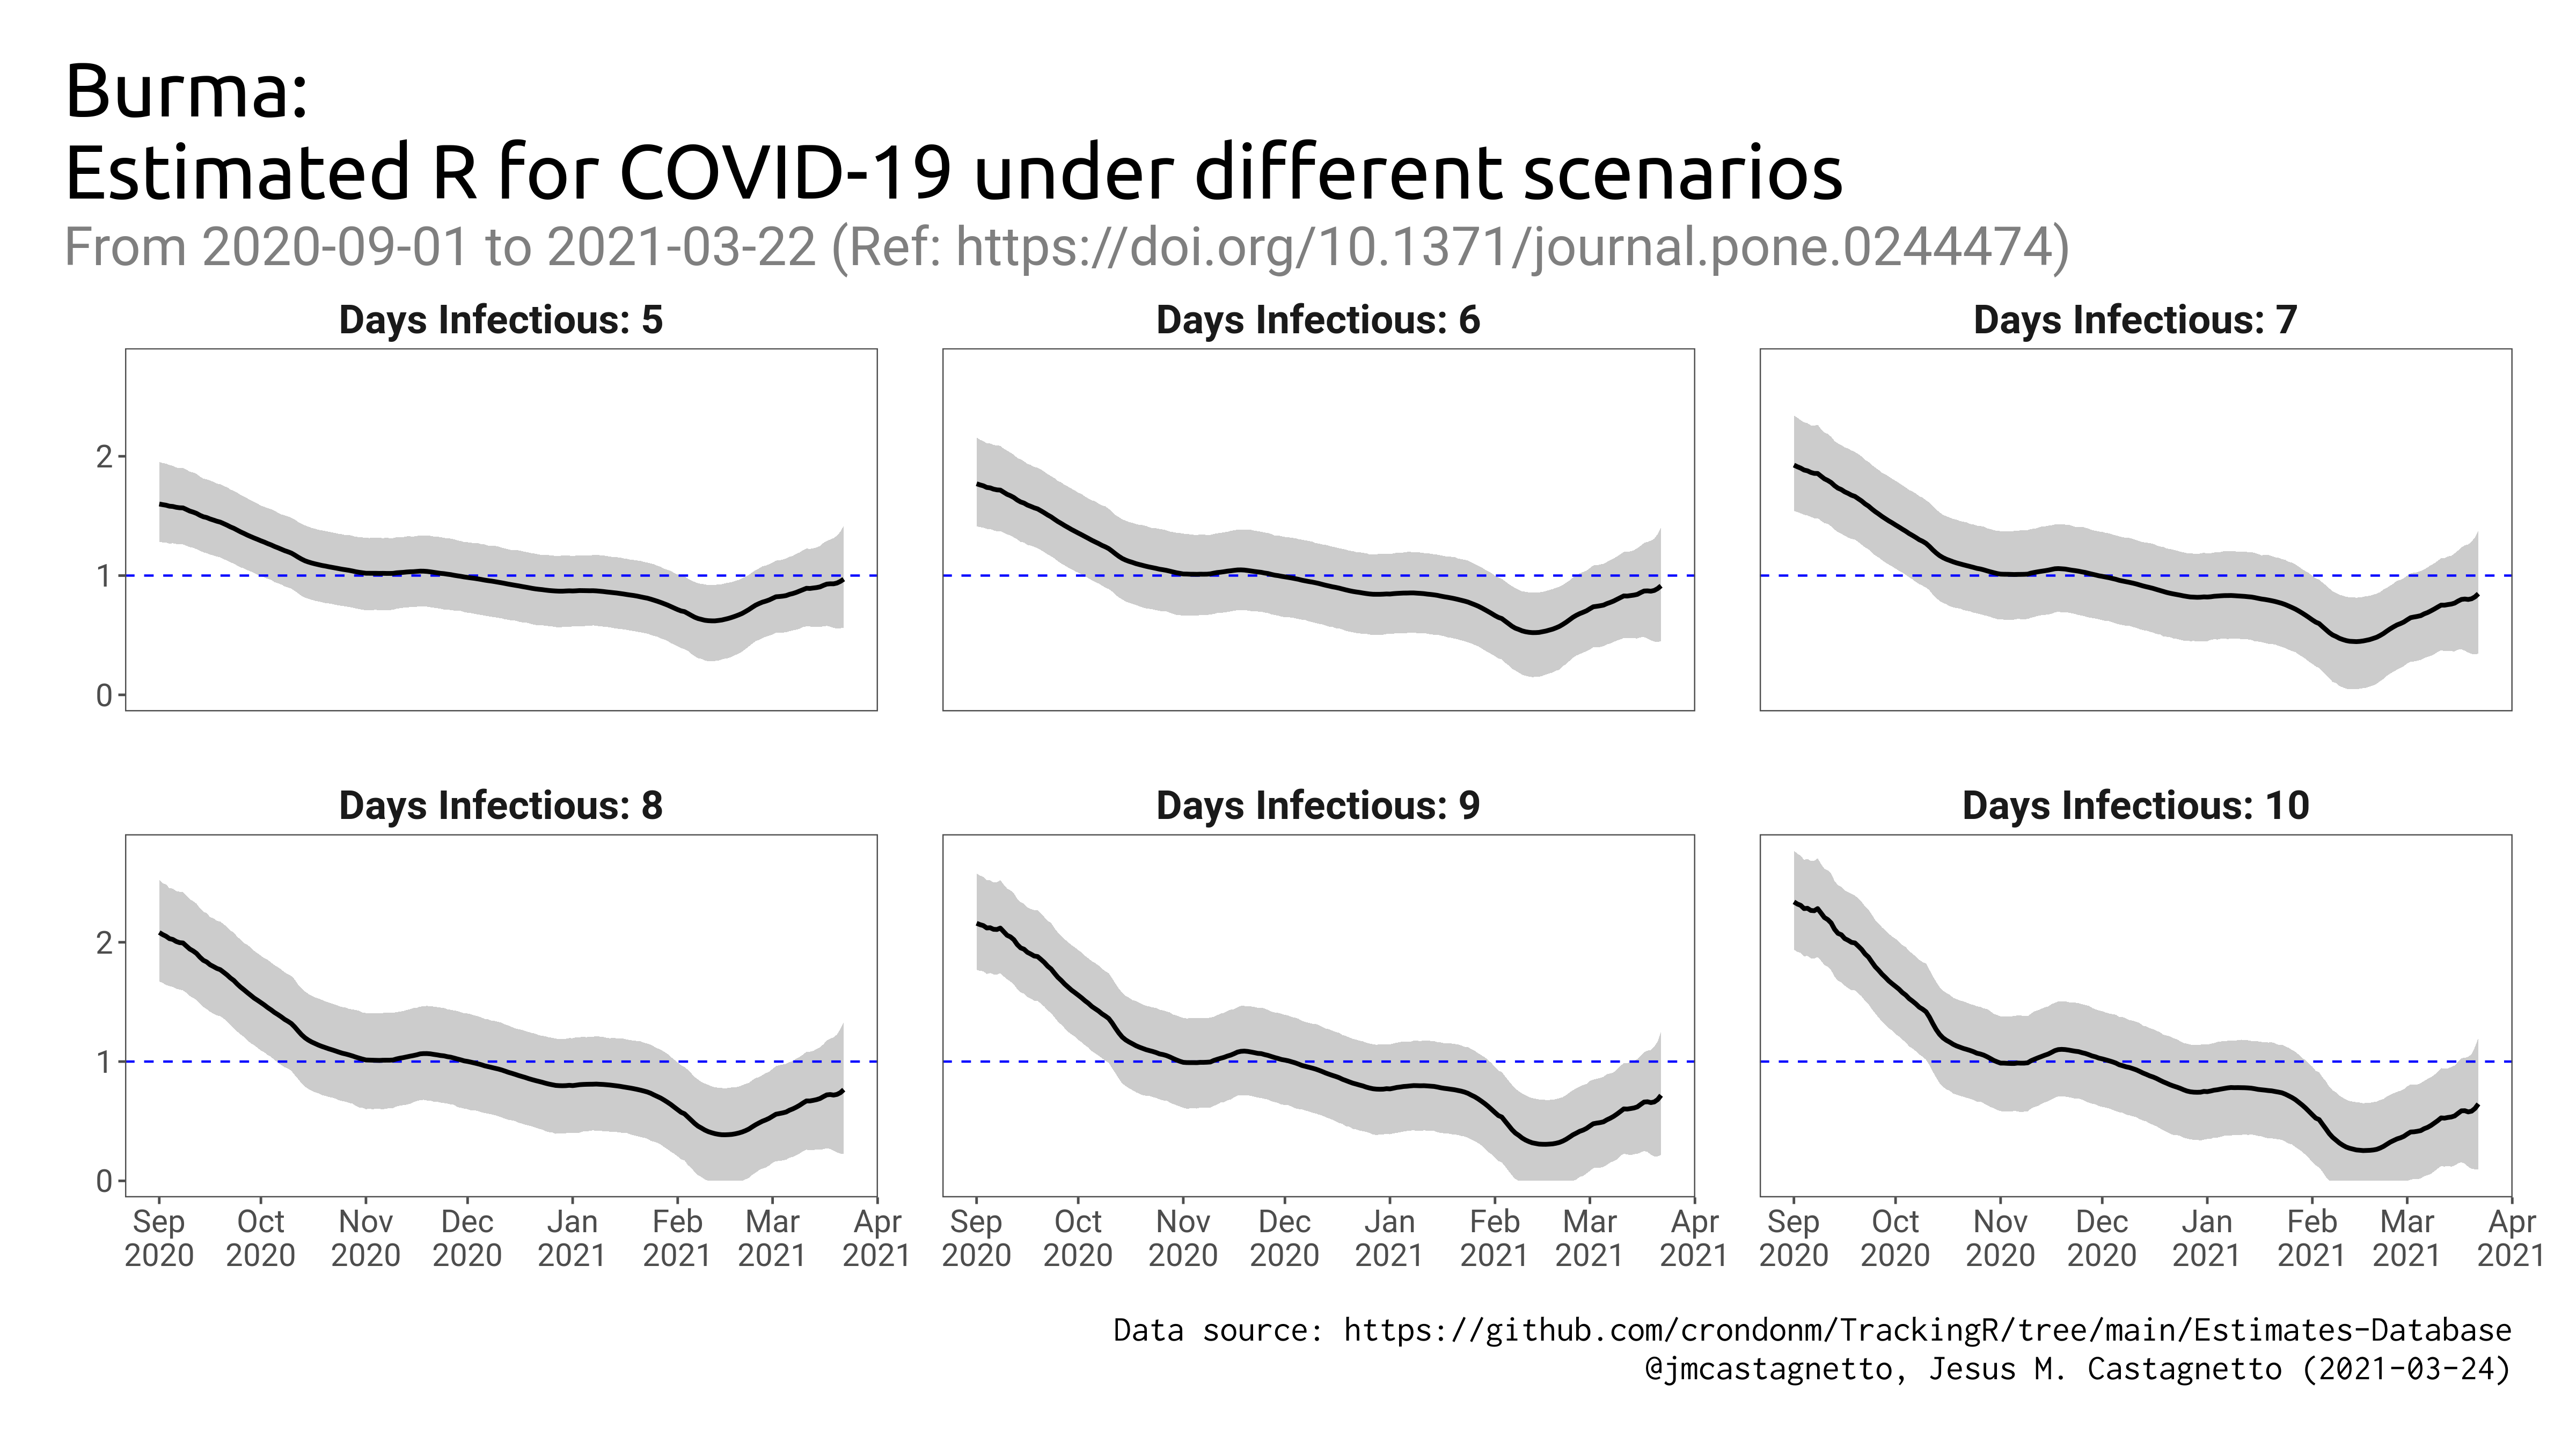 Burma:
Estimated R for COVID-19 under different scenarios
From 2020-09-01 to 2021-03-22 (Ref: https://doi.org/10.1371/journal.pone.0244474)
Days Infectious: 5 Days Infectious: 6 Days Infectious: 7
2
1
0
Days Infectious: 8 Days Infectious: 9 Days Infectious: 10
2
1
0
Sep Oct Nov Dec Jan Feb Mar Apr Sep Oct Nov Dec Jan Feb Mar Apr Sep Oct Nov Dec Jan Feb Mar Apr
2020 2020 2020 2020 2021 2021 2021 2021 2020 2020 2020 2020 2021 2021 2021 2021 2020 2020 2020 2020 2021 2021 2021 2021
Data source: https://github.com/crondonm/TrackingR/tree/main/Estimates-Database
@jmcastagnetto, Jesus M. Castagnetto (2021-03-24)